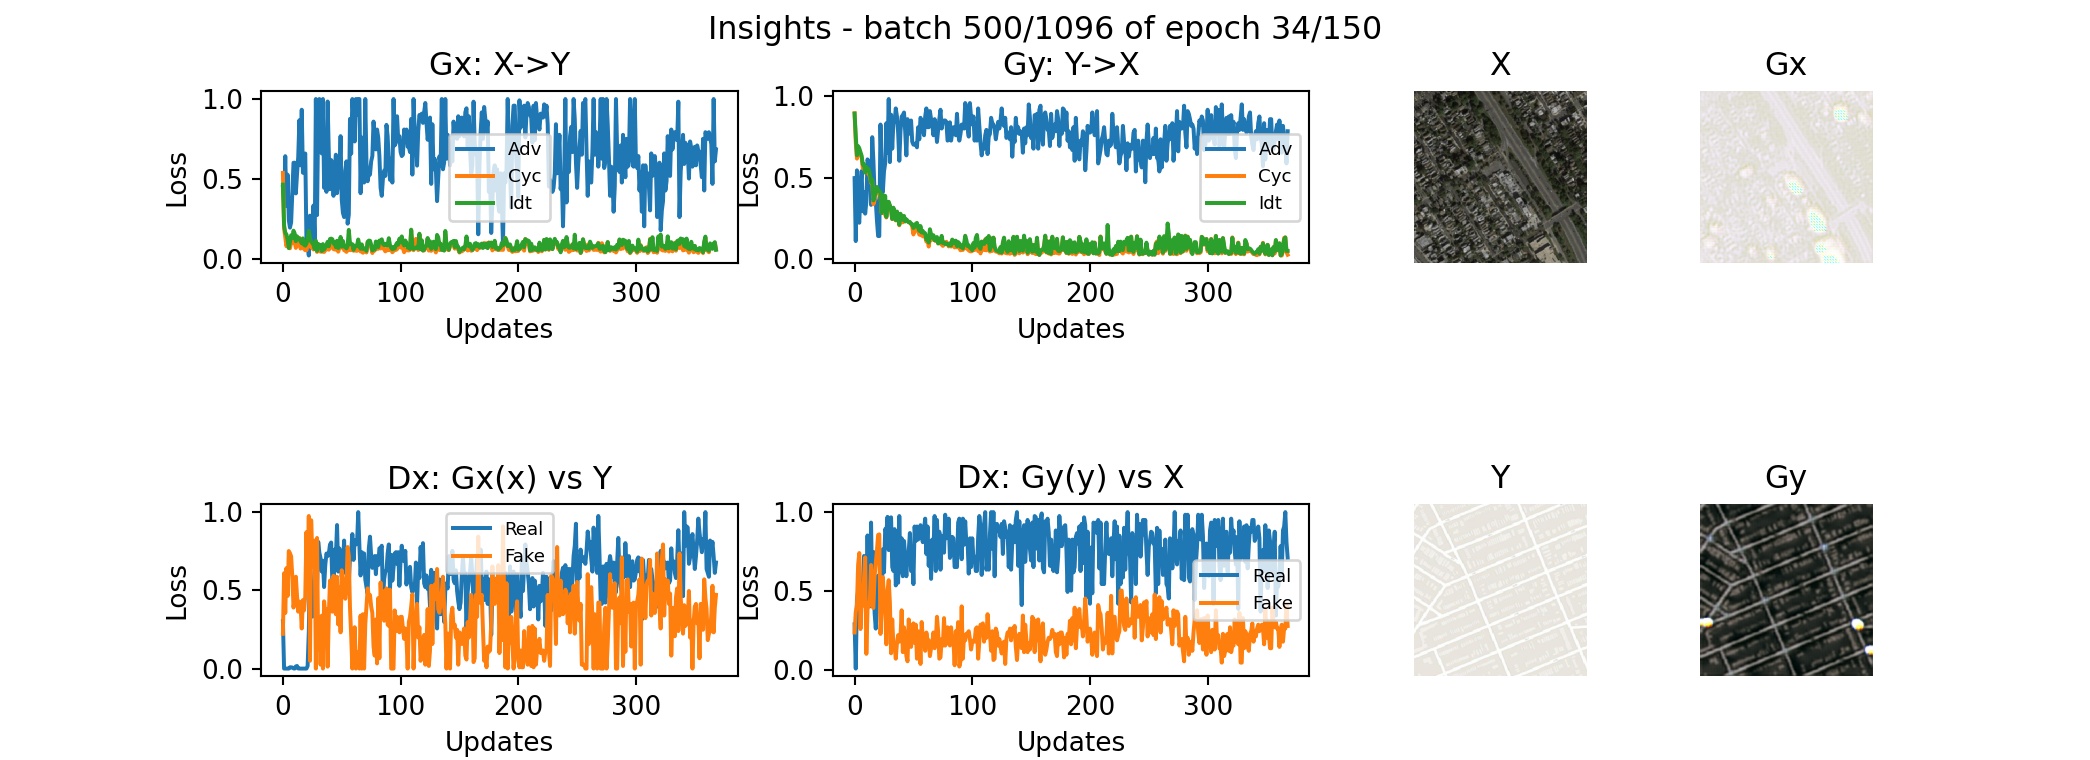 Insights - batch 500/1096 of epoch 34/150
Gx: X->Y
Gy: Y->X
X
Gx
1.0
0.5
0.0
Loss
Adv
Cyc
Idt
0 100 200 300
Updates
1.0
0.5
0.0
Loss
Adv
Cyc
Idt
0 100 200 300
Updates
Dx: Gx(x) vs Y
Dx: Gy(y) vs X
Y
Gy
1.0
0.5
0.0
Loss
Real
Fake
0 100 200 300
Updates
1.0
0.5
0.0
Loss
Real
Fake
0 100 200 300
Updates